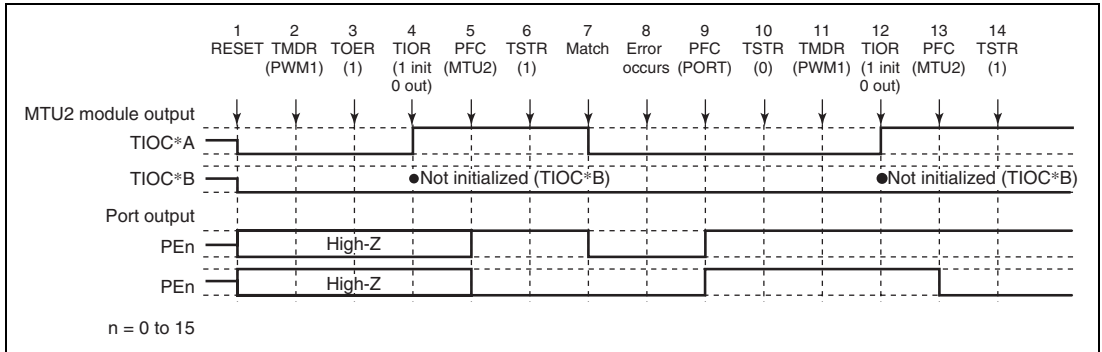 1 2 3 4 5 6 7 8 9 10 11 12 13 14
RESET TMDR TOER TIOR PFC TSTR Match Error PFC TSTR TMDR TIOR PFC TSTR
(PWM1) (1) (1 init (MTU2) (1) occurs (PORT) (0) (PWM1) (1 init (MTU2) (1)
0 out) 0 out)
MTU2 module output
TIOC*A
TIOC*B ●Not initialized (TIOC*B) ●Not initialized (TIOC*B)
Port output
PEn High-Z
PEn High-Z
n = 0 to 15